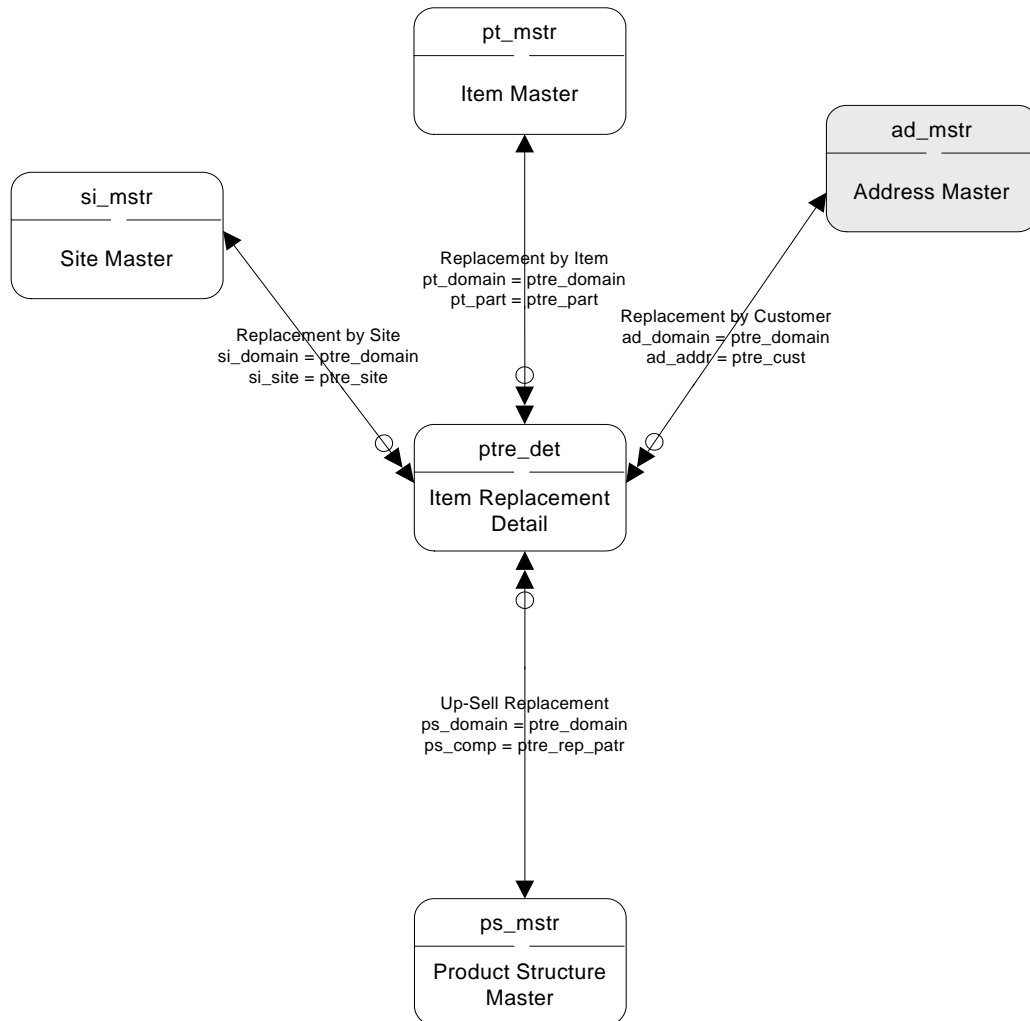 pt_mstr
Item Master
ad_mstr
Address Master
si_mstr
Site Master
Replacement by Item
pt_domain = ptre_domain
pt_part = ptre_part
Replacement by Customer
ad_domain = ptre_domain
ad_addr = ptre_cust
Replacement by Site
si_domain = ptre_domain
si_site = ptre_site
ptre_det
Item Replacement
Detail
Up-Sell Replacement
ps_domain = ptre_domain
ps_comp = ptre_rep_patr
ps_mstr
Product Structure
Master